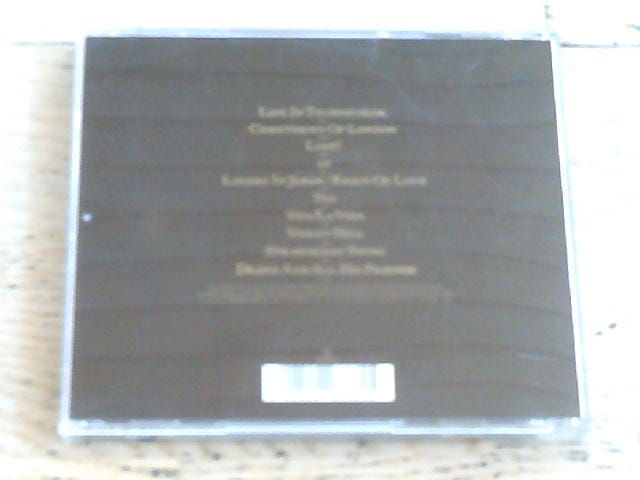 Life In Technicolor
Cemeteries Of London
Lost!
42
Lovers In Japan / Reign Of Love
Yes
Viva La Vida
Violet Hill
Strawberry Swing
Death And All His Friends